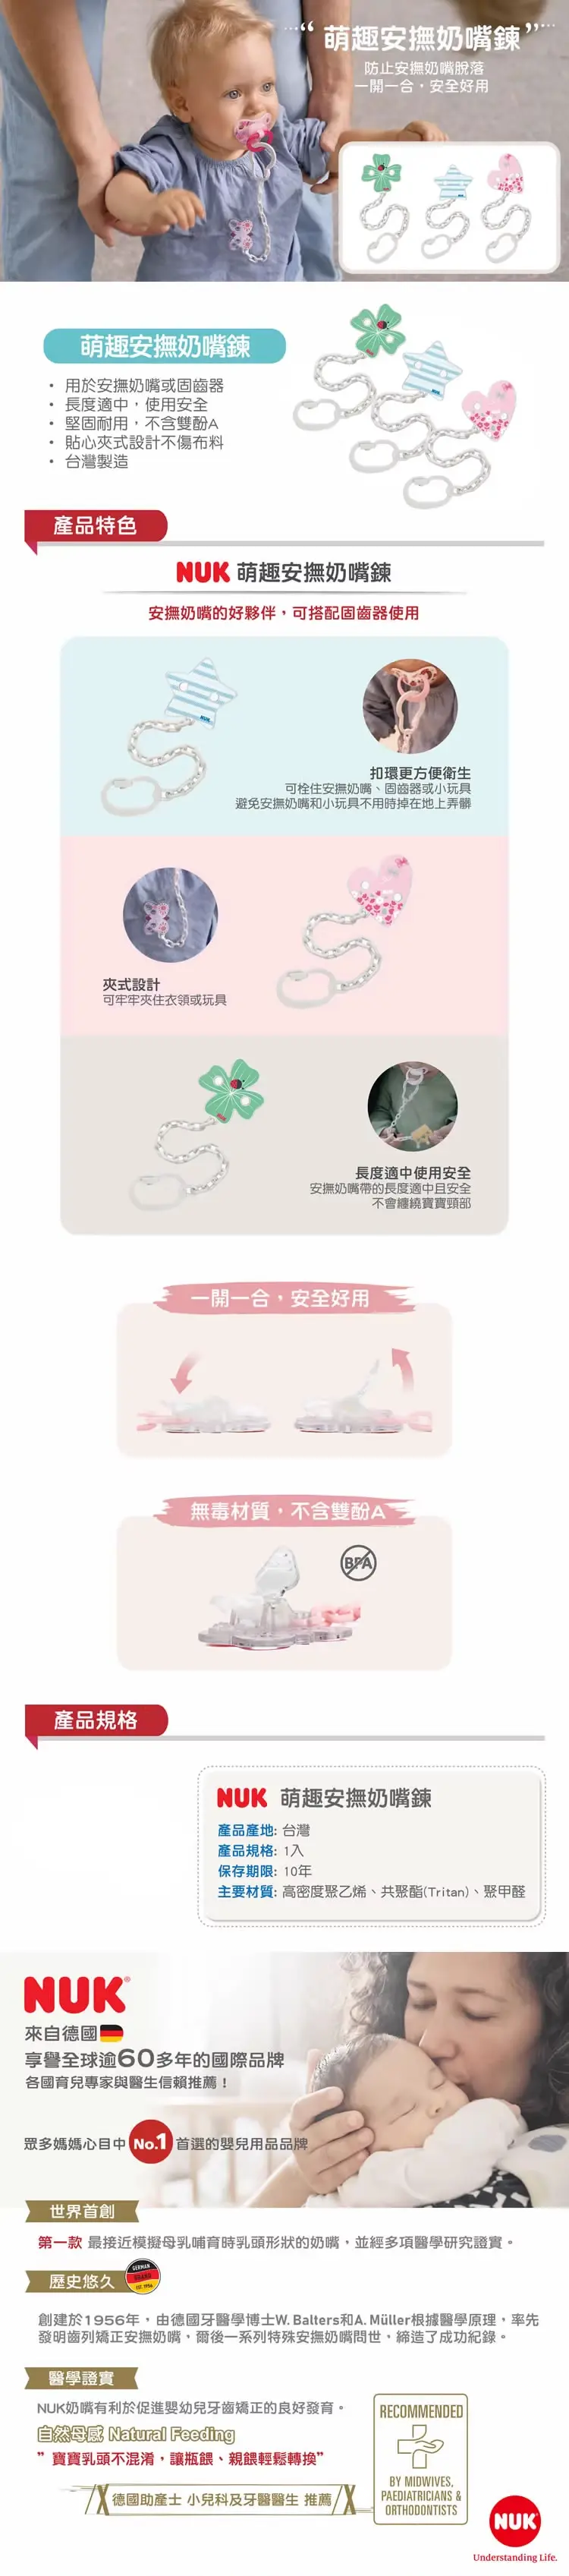 “萌趣安撫奶嘴鍊”
防止安撫奶嘴脫落
一開一合，安全好用
萌趣安撫奶嘴鍊
• 用於安撫奶嘴或固齒器
• 長度適中，使用安全
• 堅固耐用，不含雙酚A
• 貼心夾式設計不傷布料
• 台灣製造
產品特色
NUK 萌趣安撫奶嘴鍊
安撫奶嘴的好夥伴，可搭配固齒器使用
NUK
扣環更方便衛生
可栓住安撫奶嘴、固齒器或小玩具
避免安撫奶嘴和小玩具不用時掉在地上弄髒
夾式設計
可牢牢夾住衣領或玩具
長度適中使用安全
安撫奶嘴帶的長度適中且安全
不會纏繞寶寶頸部
一開一合，安全好用
無毒材質，不含雙酚A
BPA
產品規格
NUK 萌趣安撫奶嘴鍊
產品產地: 台灣
產品規格: 1入
保存期限: 10年
主要材質: 高密度聚乙烯、共聚酯(Tritan)、聚甲醛
NUK®
來自德國
享譽全球逾60多年的國際品牌
各國育兒專家與醫生信賴推薦！
眾多媽媽心目中 No.1 首選的嬰兒用品品牌
世界首創
第一款 最接近模擬母乳哺育時乳頭形狀的奶嘴，並經多項醫學研究證實。
歷史悠久
GERMAN
BRAND
EST 1956
創建於1956年，由德國牙醫學博士W. Balters和A. Müller根據醫學原理，率先
發明齒列矯正安撫奶嘴，爾後一系列特殊安撫奶嘴問世，締造了成功紀錄。
醫學證實
NUK奶嘴有利於促進嬰幼兒牙齒矯正的良好發育。
自然母感 Natural Feeding
”寶寶乳頭不混淆，讓瓶餵、親餵輕鬆轉換”
德國助產士 小兒科及牙醫醫生 推薦
RECOMMENDED
BY MIDWIVES,
PAEDIATRICIANS &
ORTHODONTISTS
NUK
Understanding Life.